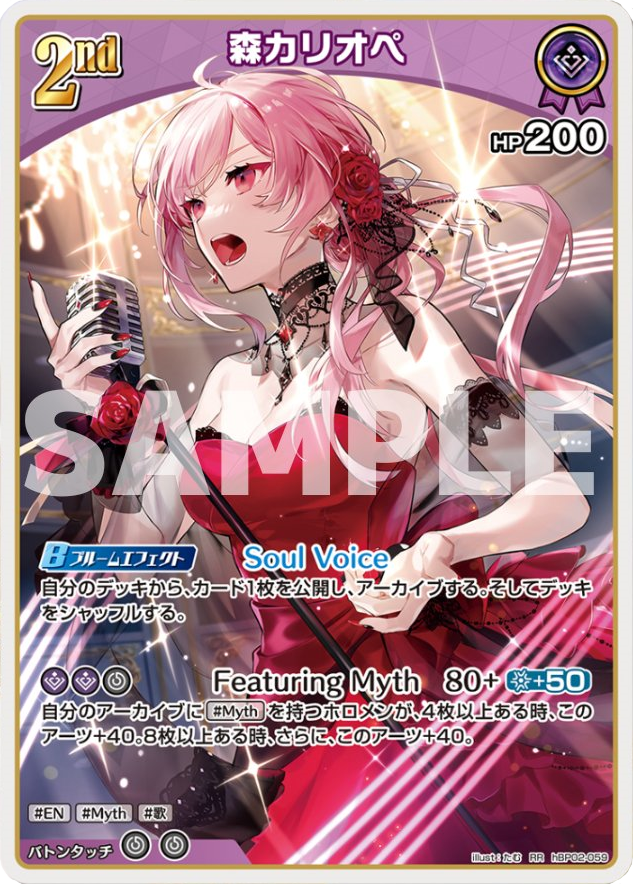 2nd
森カリオペ
HP200
SAMPLE
Bブルームエフェクト Soul Voice
自分のデッキから、カード1枚を公開し、アーカイブする。そしてデッキ
をシャッフルする。
Featuring Myth 80+ +50
自分のアーカイブに #Myth を持つホロメンが、4枚以上ある時、この
アーツ+40。8枚以上ある時、さらに、このアーツ+40。
#EN #Myth #歌
バトンタッチ
illust:たむ RR hBP02-059